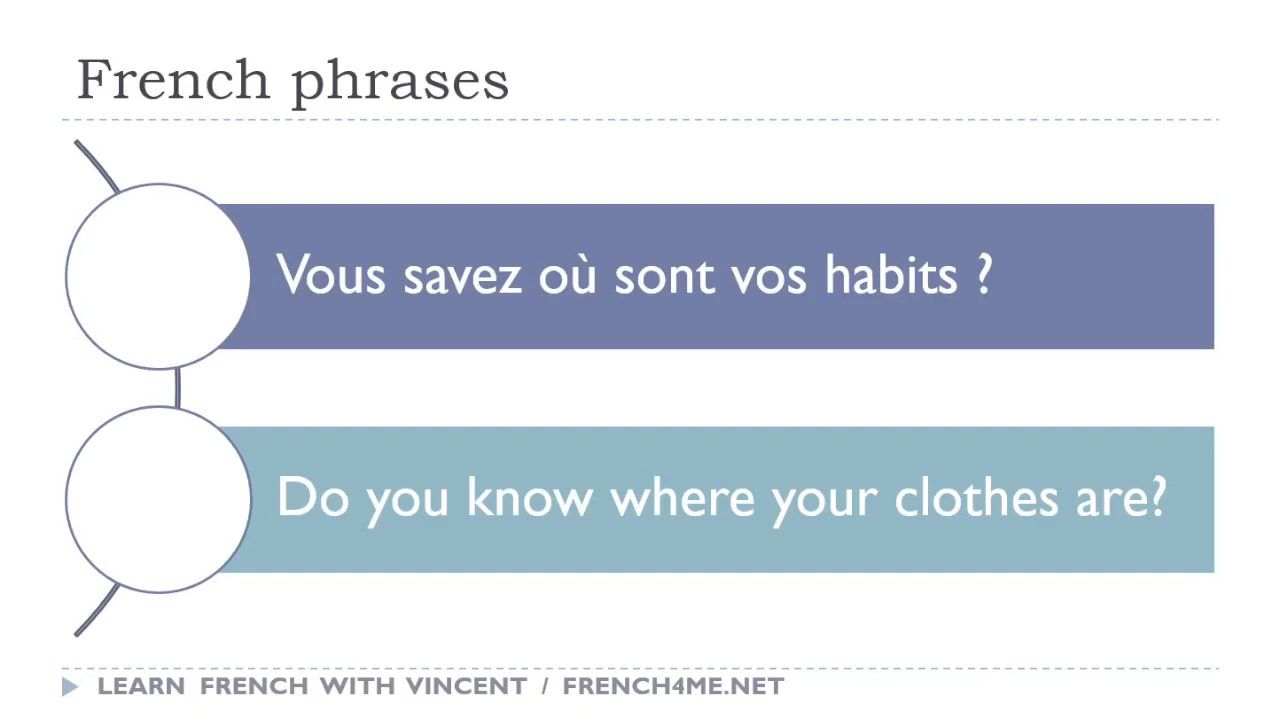 French phrases
Vous savez où sont vos habits ?
Do you know where your clothes are?
LEARN FRENCH WITH VINCENT / FRENCH4ME.NET